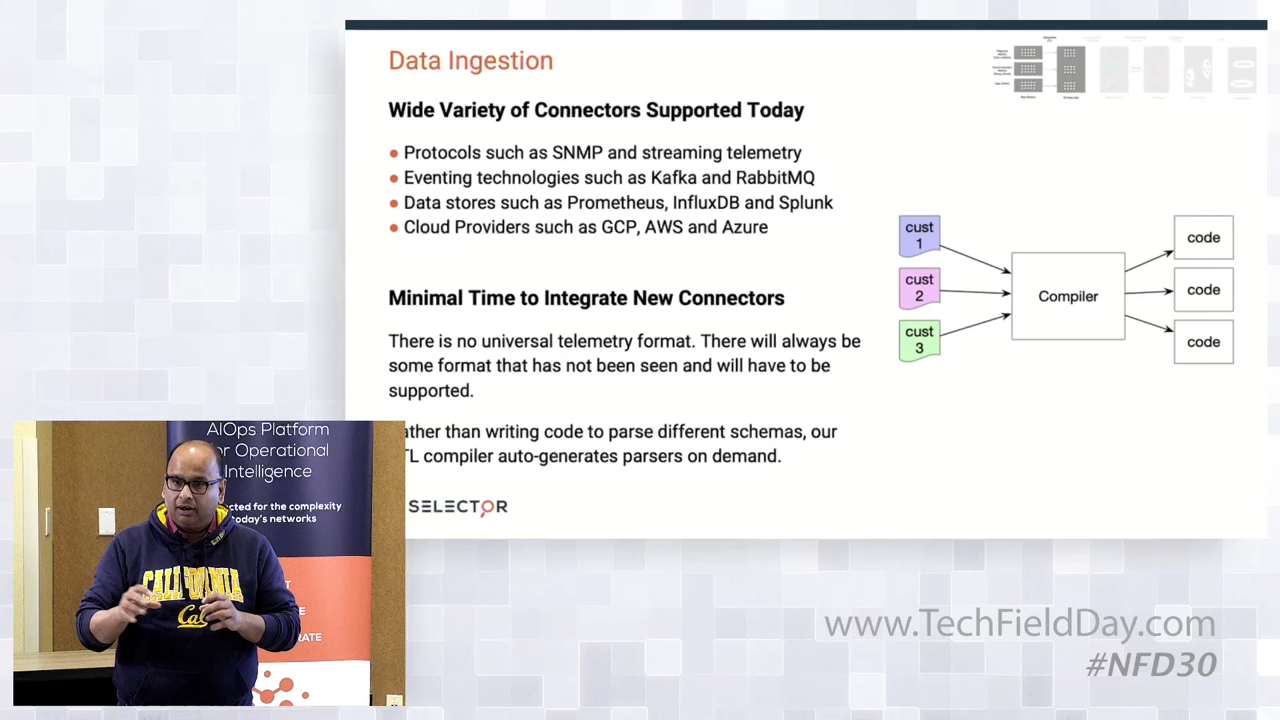 Data Ingestion
Wide Variety of Connectors Supported Today
Protocols such as SNMP and streaming telemetry
Eventing technologies such as Kafka and RabbitMQ
Data stores such as Prometheus, InfluxDB and Splunk
Cloud Providers such as GCP, AWS and Azure
Minimal Time to Integrate New Connectors
There is no universal telemetry format. There will always be
some format that has not been seen and will have to be
supported.
ather than writing code to parse different schemas, our
TL compiler auto-generates parsers on demand.
SELECTOR
cust
1
cust
2
cust
3
Compiler
code
code
code
AIOps Platform
or Operational
Intelligence
cted for the complexity
today's networks
RATE
CALIFORNIA
Cal
www.TechFieldDay.com
#NFD30